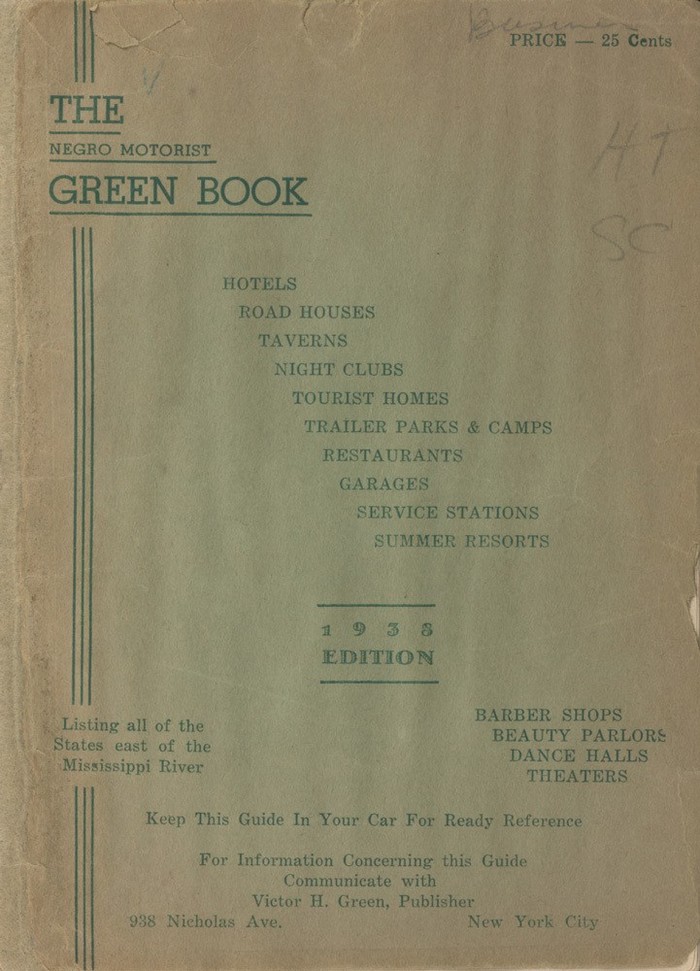 Business
PRICE — 25 Cents
THE
NEGRO MOTORIST
GREEN BOOK
HT
SC
HOTELS
ROAD HOUSES
TAVERNS
NIGHT CLUBS
TOURIST HOMES
TRAILER PARKS & CAMPS
RESTAURANTS
GARAGES
SERVICE STATIONS
SUMMER RESORTS
1938
EDITION
Listing all of the
States east of the
Mississippi River
BARBER SHOPS
BEAUTY PARLORS
DANCE HALLS
THEATERS
Keep This Guide In Your Car For Ready Reference
For Information Concerning this Guide
Communicate with
Victor H. Green, Publisher
938 Nicholas Ave. New York City